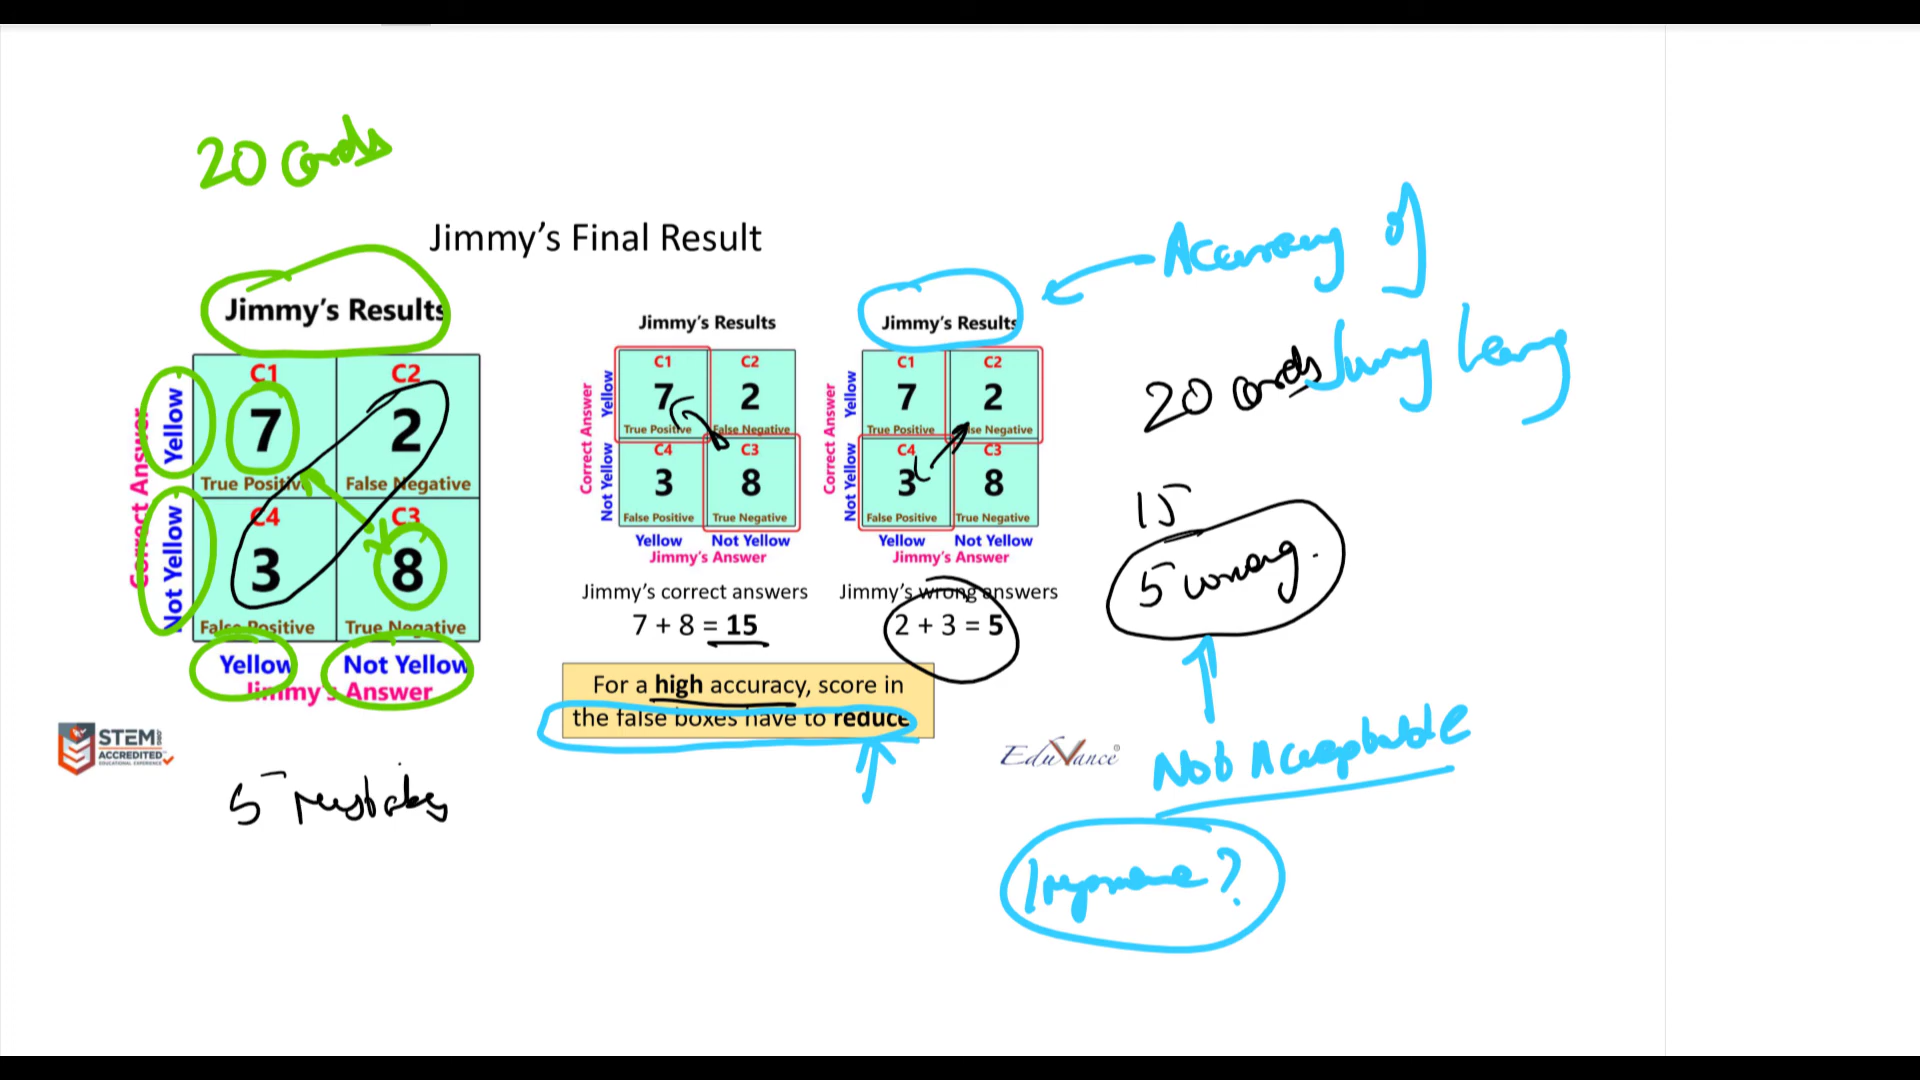 20 cards
Jimmy's Final Result
Jimmy's Results
C1
7
True Positive
C2
2
False Negative
C4
3
False Positive
C3
8
True Negative
Correct Answer
Yellow
Not Yellow
Yellow
Not Yellow
Jimmy's Answer
5 mistakes
Jimmy's Results
C1
7
True Positive
C2
2
False Negative
C4
3
False Positive
C3
8
True Negative
Correct Answer
Yellow
Not Yellow
Yellow
Not Yellow
Jimmy's Answer
Jimmy's correct answers
7 + 8 = 15
Jimmy's Results
C1
7
True Positive
C2
2
False Negative
C4
3
False Positive
C3
8
True Negative
Correct Answer
Yellow
Not Yellow
Yellow
Not Yellow
Jimmy's Answer
Jimmy's wrong answers
2 + 3 = 5
For a high accuracy, score in
the false boxes have to reduce
STEM
ACCREDITED
EDUCATIONAL EXPERIENCE
EduVance
Accuracy of
20 cards
15
5 wrong.
Not Acceptable
Improve?